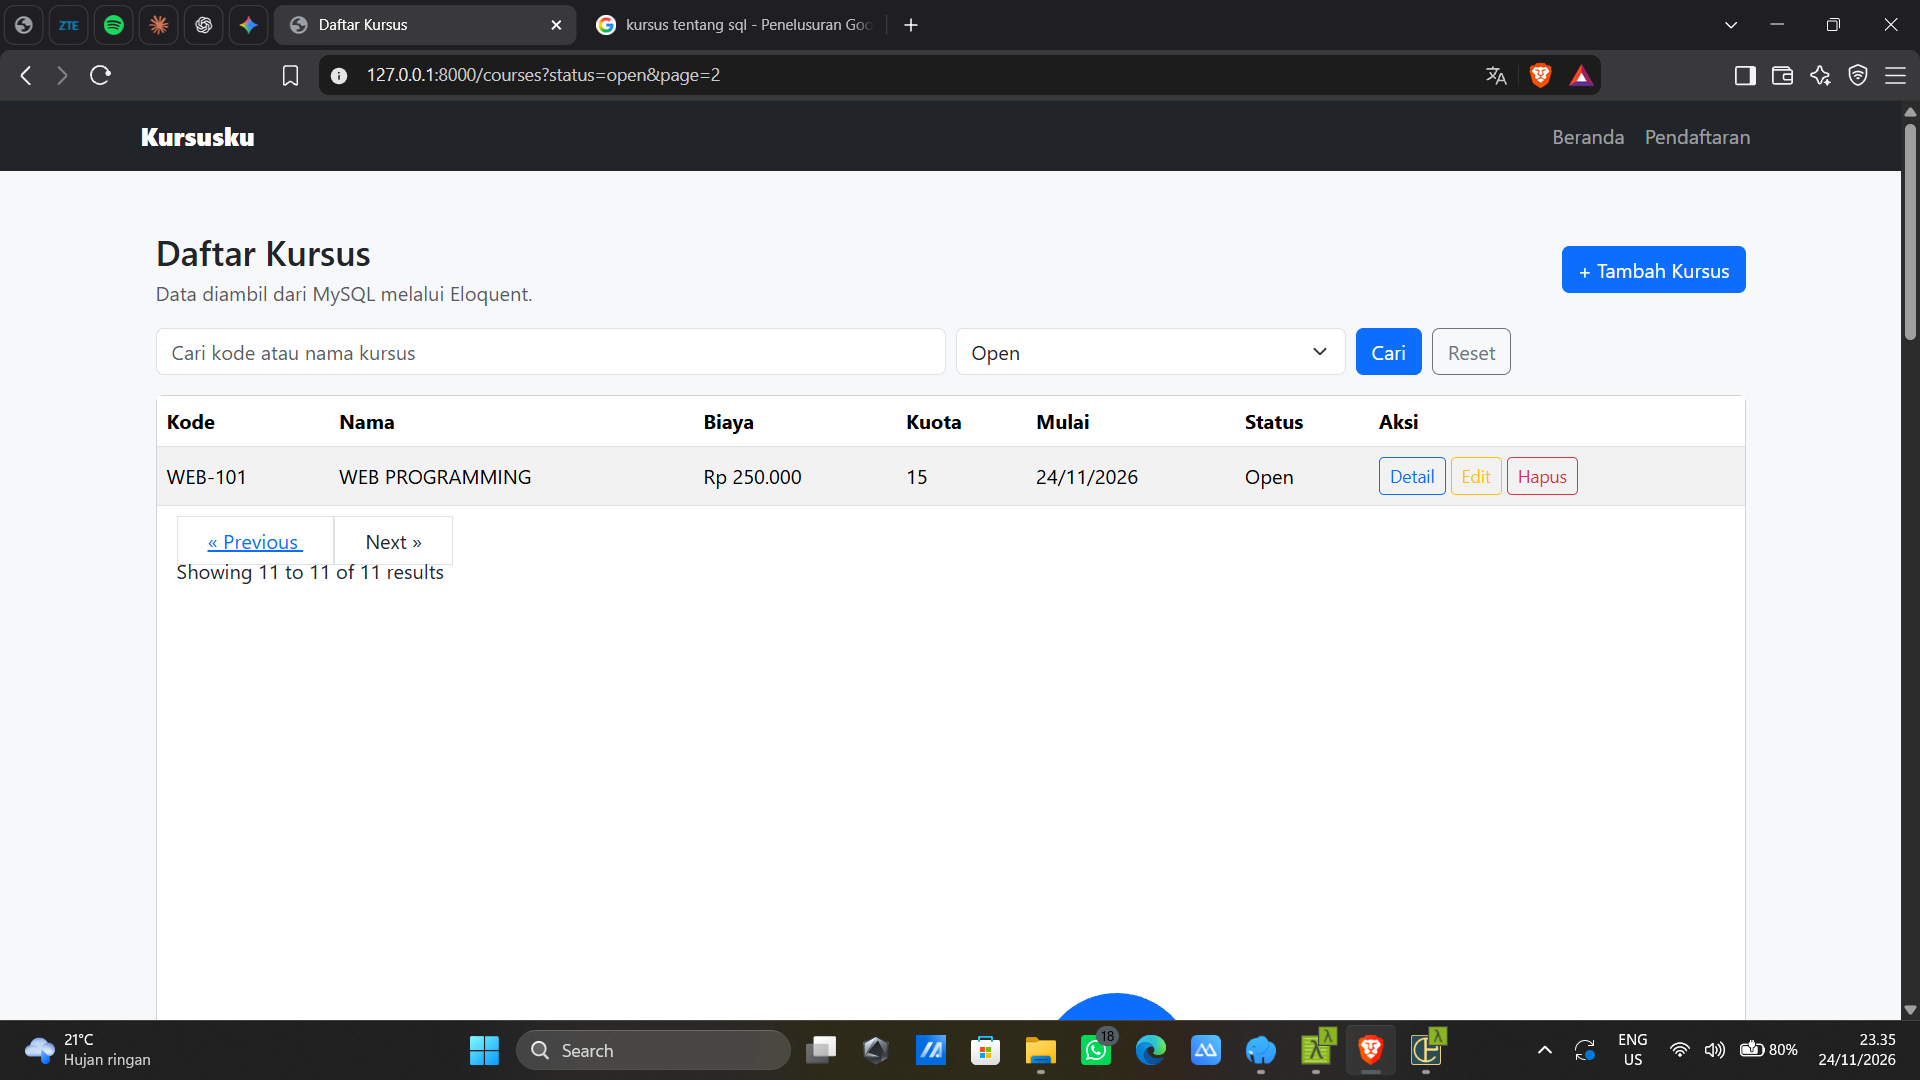 ZTE
Daftar Kursus
kursus tentang sql - Penelusuran Goo
127.0.0.1:8000/courses?status=open&page=2
Kursusku
Beranda Pendaftaran
Daftar Kursus
Data diambil dari MySQL melalui Eloquent.
+ Tambah Kursus
Cari kode atau nama kursus
Open
Cari
Reset
Kode Nama Biaya Kuota Mulai Status Aksi
WEB-101 WEB PROGRAMMING Rp 250.000 15 24/11/2026 Open Detail Edit Hapus
« Previous Next »
Showing 11 to 11 of 11 results
21°C
Hujan ringan
Search
18
ENG
US
80%
23.35
24/11/2026